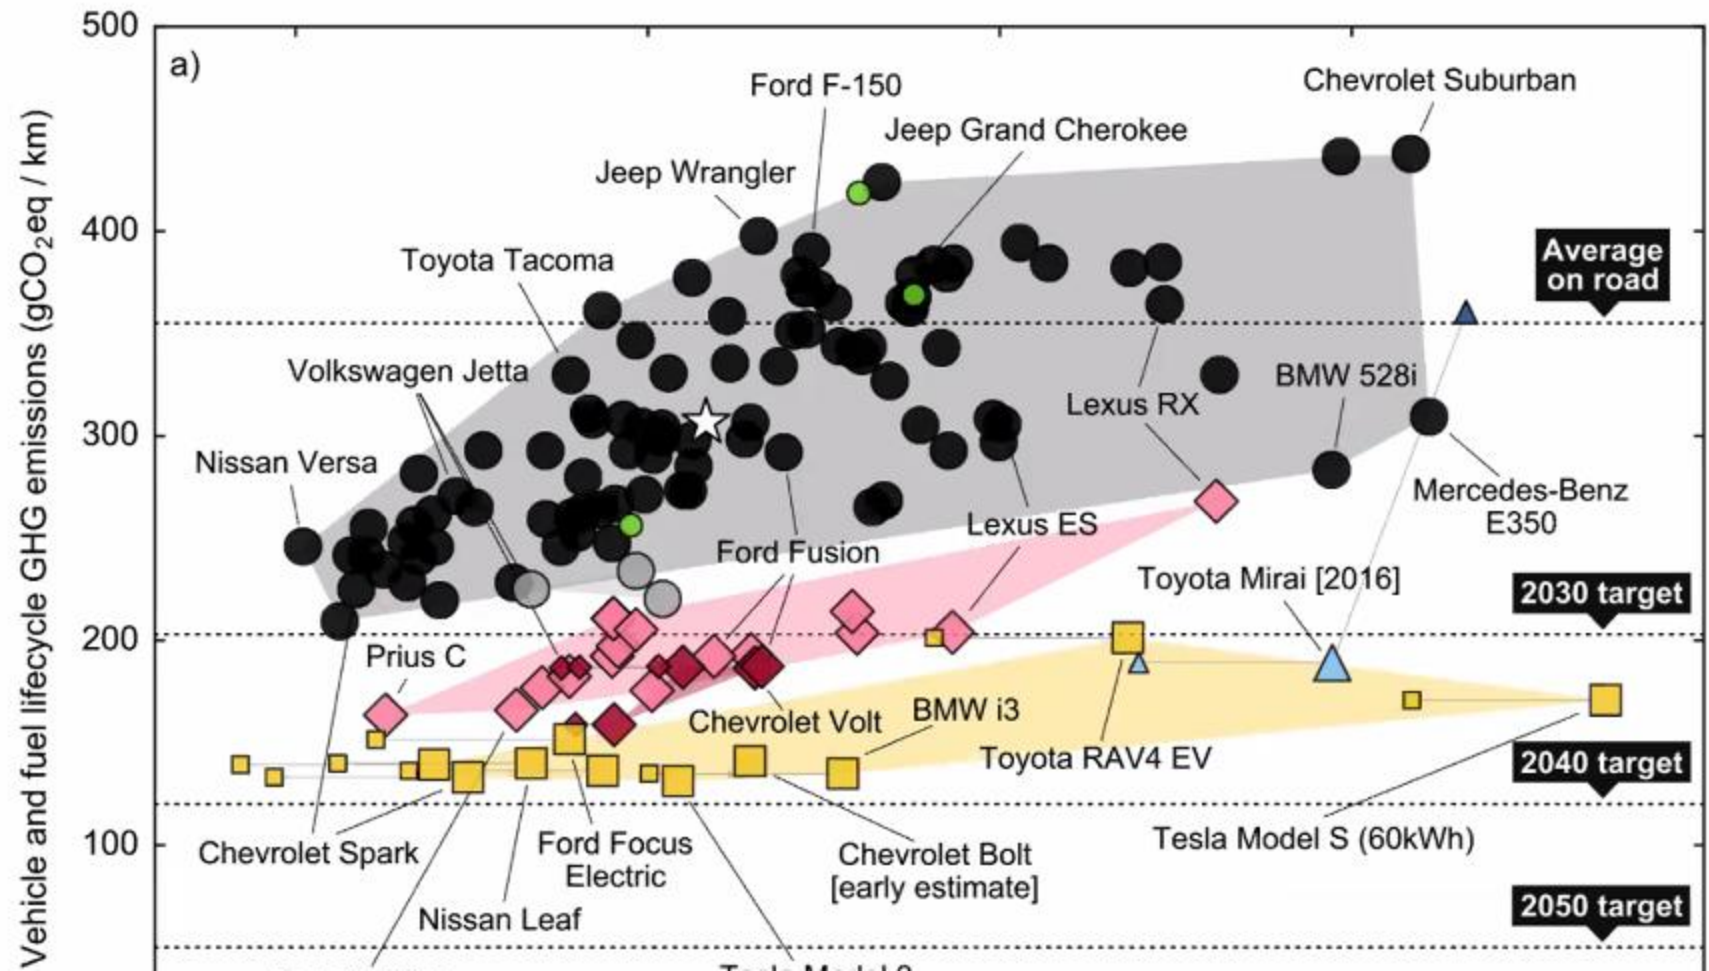 500
a)
Ford F-150
Chevrolet Suburban
Jeep Grand Cherokee
Jeep Wrangler
400
Average
on road
Toyota Tacoma
Volkswagen Jetta
BMW 528i
Lexus RX
300
Nissan Versa
Mercedes-Benz
E350
Lexus ES
Ford Fusion
Toyota Mirai [2016]
2030 target
200
Prius C
Chevrolet Volt
BMW i3
Toyota RAV4 EV
2040 target
Tesla Model S (60kWh)
100
Chevrolet Spark
Ford Focus
Electric
Chevrolet Bolt
[early estimate]
Nissan Leaf
2050 target
Vehicle and fuel lifecycle GHG emissions (gCO₂eq / km)